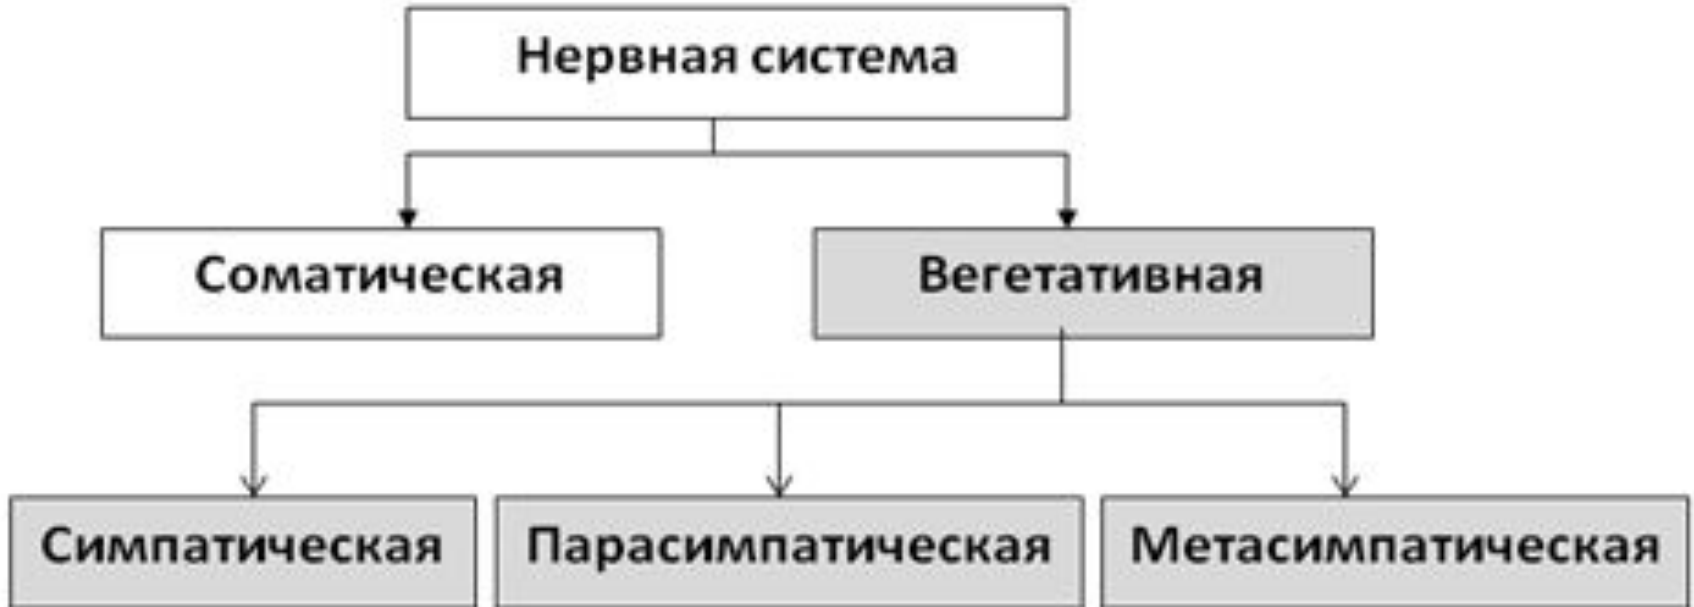 Нервная система
Соматическая
Вегетативная
Симпатическая
Парасимпатическая
Метасимпатическая